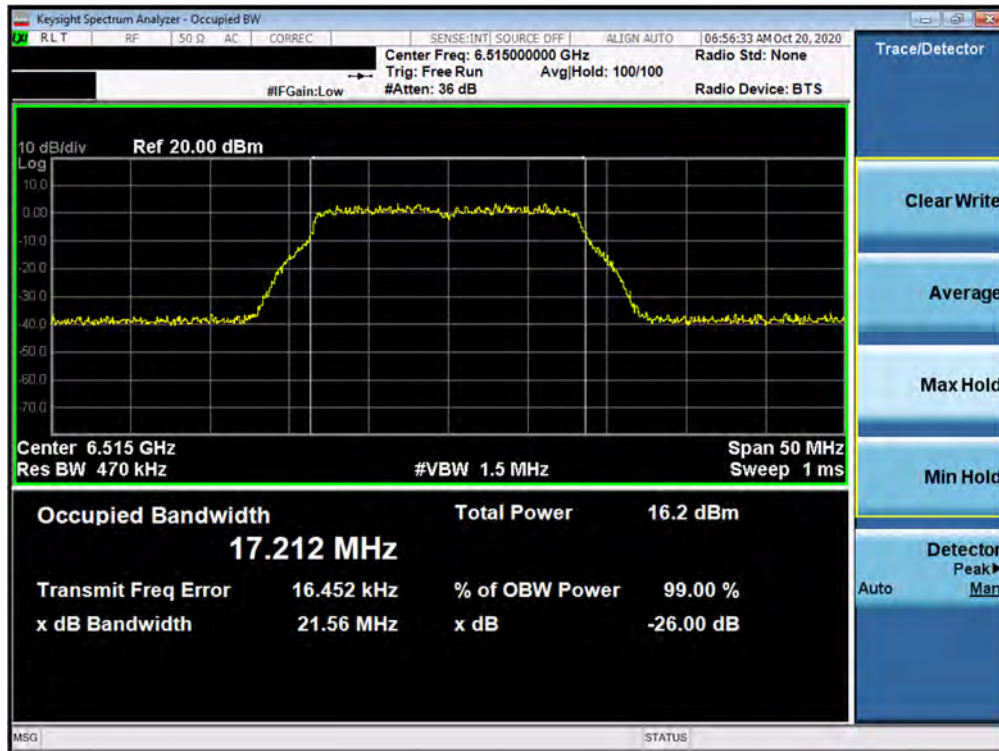 Keysight Spectrum Analyzer - Occupied BW
LXI RLT RF 50 Ω AC CORREC SENSE:INT SOURCE OFF ALIGN AUTO 06:56:33 AM Oct 20, 2020
Center Freq: 6.515000000 GHz Radio Std: None
Trig: Free Run Avg|Hold: 100/100
#IFGain:Low #Atten: 36 dB Radio Device: BTS
10 dB/div Ref 20.00 dBm
Log
10.0
0.00
-10.0
-20.0
-30.0
-40.0
-50.0
-60.0
-70.0
Center 6.515 GHz Span 50 MHz
Res BW 470 kHz #VBW 1.5 MHz Sweep 1 ms
Occupied Bandwidth Total Power 16.2 dBm
17.212 MHz
Transmit Freq Error 16.452 kHz % of OBW Power 99.00 %
x dB Bandwidth 21.56 MHz x dB -26.00 dB
MSG STATUS
Trace/Detector
Clear Write
Average
Max Hold
Min Hold
Detector
Peak▶
Auto Man